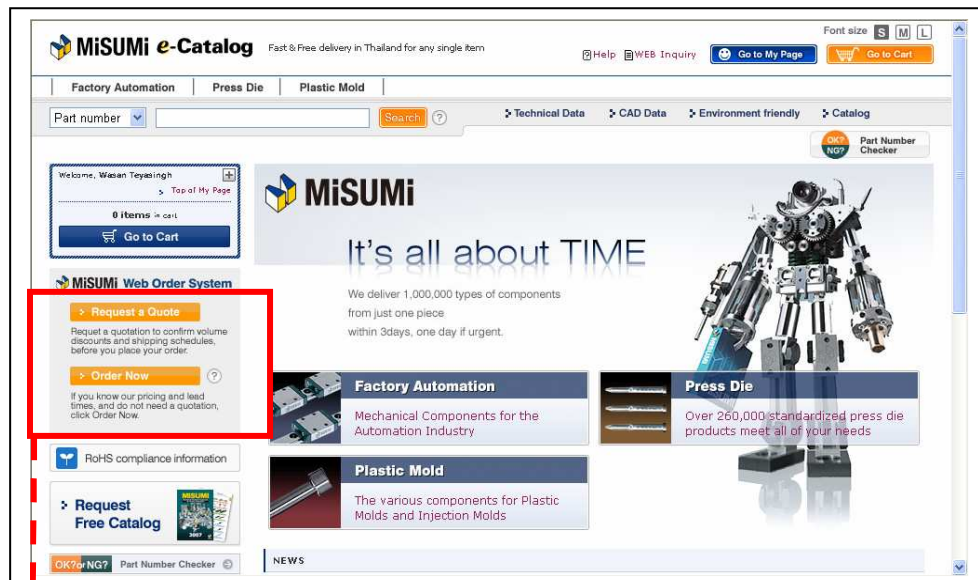 Font size S M L
MiSUMi e-Catalog Fast & Free delivery in Thailand for any single item
? Help WEB Inquiry Go to My Page Go to Cart
Factory Automation Press Die Plastic Mold
Part number Search ? Technical Data CAD Data Environment friendly Catalog
OK? NG? Part Number Checker
Welcome, Wasan Teyasingh +
Top of My Page
0 items in cart
Go to Cart
MiSUMi
It's all about TIME
We deliver 1,000,000 types of components
from just one piece
within 3days, one day if urgent.
MiSUMi Web Order System
Request a Quote
Requet a quotation to confirm volume
discounts and shipping schedules,
before you place your order.
Order Now ?
If you know our pricing and lead
times, and do not need a quotation,
click Order Now.
Factory Automation
Mechanical Components for the
Automation Industry
Press Die
Over 260,000 standardized press die
products meet all of your needs
Plastic Mold
The various components for Plastic
Molds and Injection Molds
RoHS compliance information
Request
Free Catalog
MiSUMi
2007
OK?orNG? Part Number Checker
NEWS